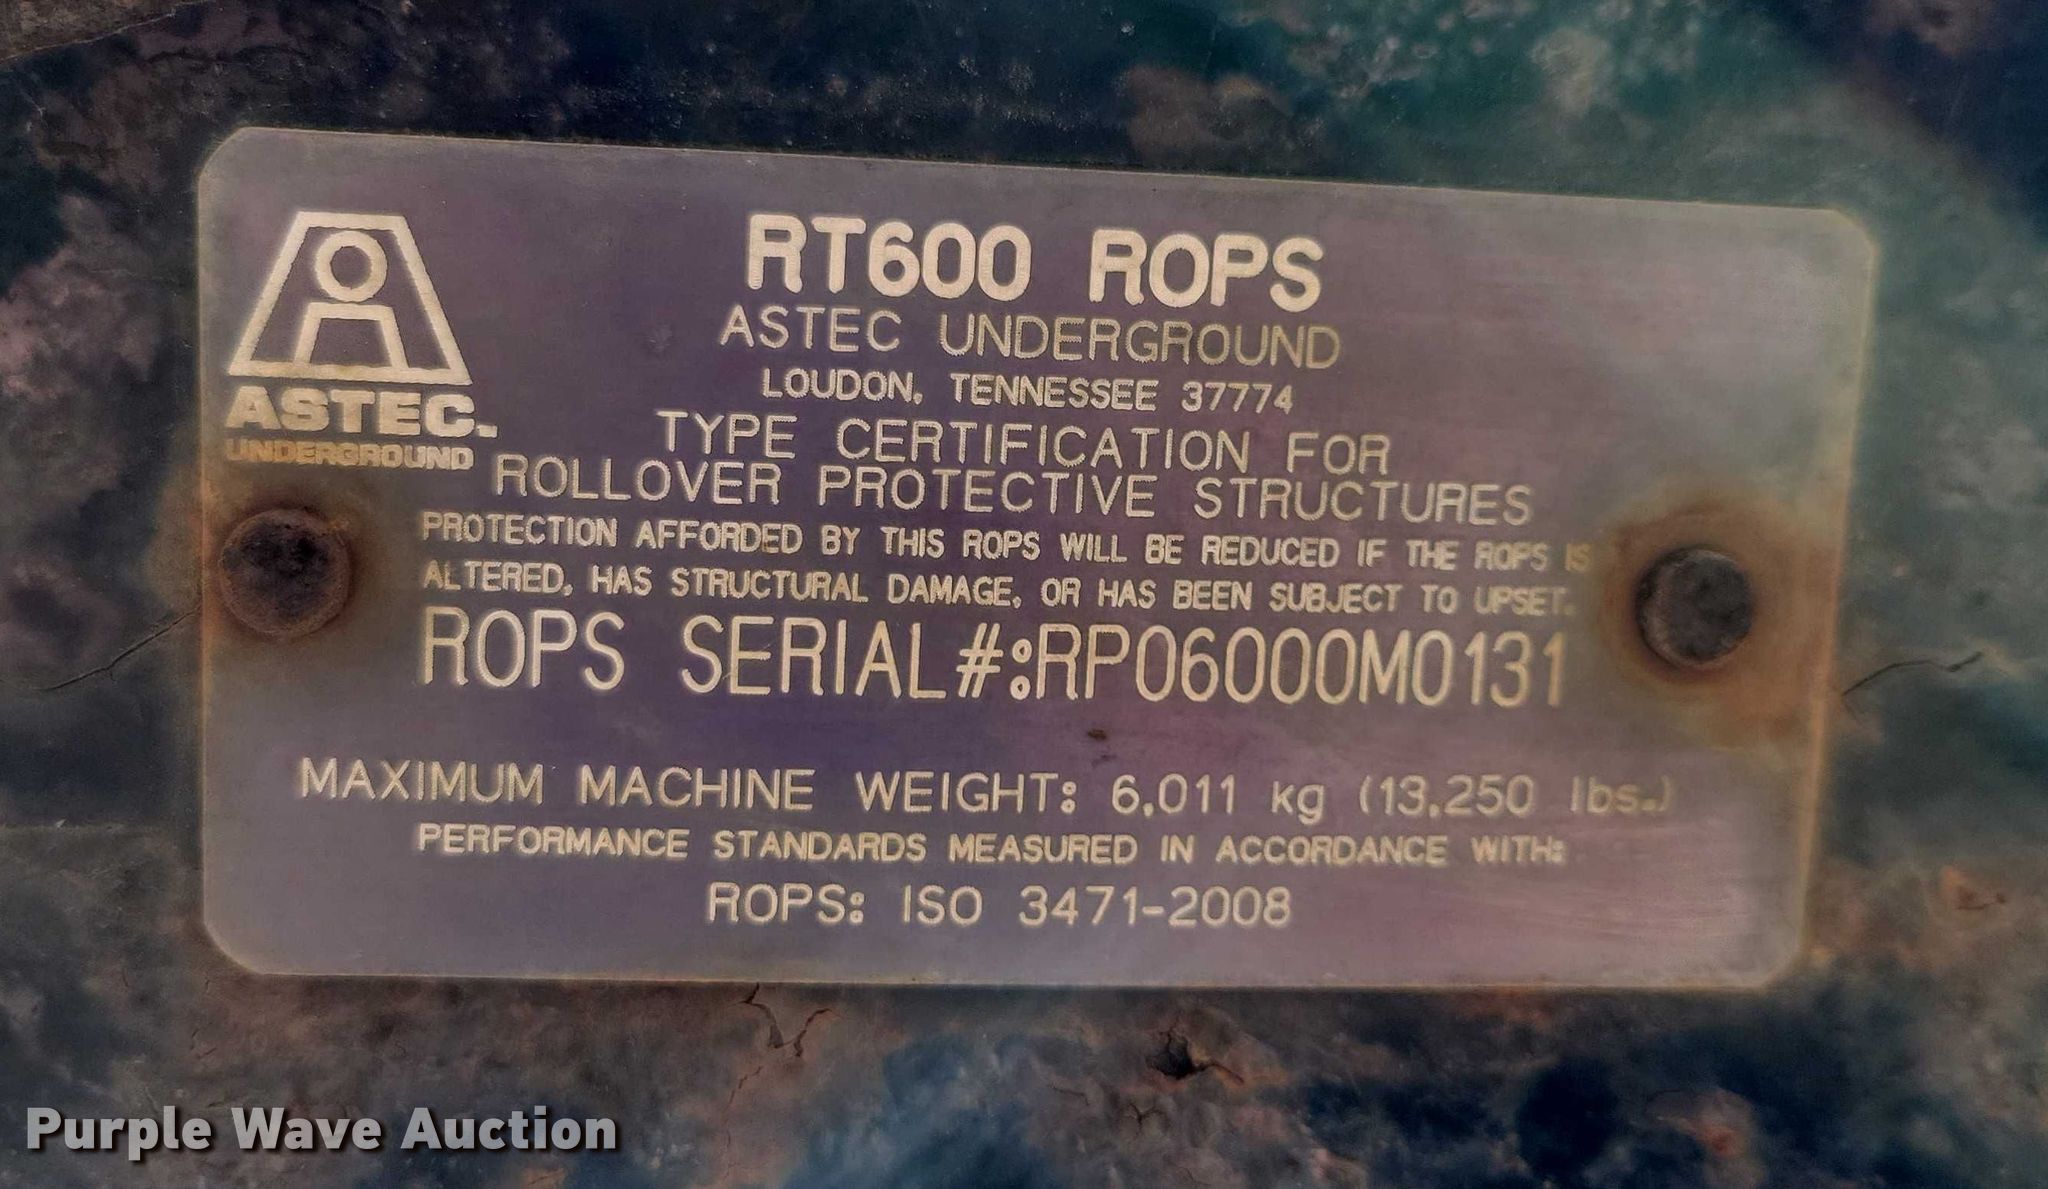 RT600 ROPS
ASTEC UNDERGROUND
LOUDON, TENNESSEE 37774
ASTEC.
UNDERGROUND
TYPE CERTIFICATION FOR
ROLLOVER PROTECTIVE STRUCTURES
PROTECTION AFFORDED BY THIS ROPS WILL BE REDUCED IF THE ROPS IS
ALTERED, HAS STRUCTURAL DAMAGE, OR HAS BEEN SUBJECT TO UPSET.
ROPS SERIAL#:RP06000M0131
MAXIMUM MACHINE WEIGHT: 6,011 kg (13,250 lbs.)
PERFORMANCE STANDARDS MEASURED IN ACCORDANCE WITH:
ROPS: ISO 3471-2008
Purple Wave Auction